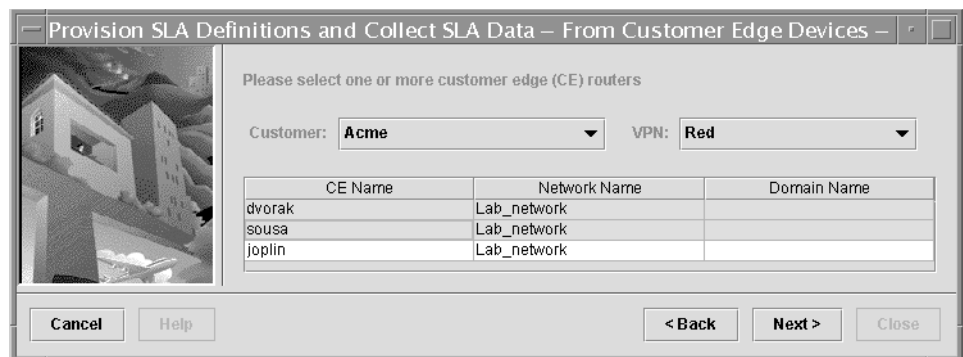 Provision SLA Definitions and Collect SLA Data – From Customer Edge Devices –
Please select one or more customer edge (CE) routers
Customer: Acme VPN: Red
CE Name Network Name Domain Name
dvorak Lab_network
sousa Lab_network
joplin Lab_network
Cancel Help < Back Next > Close